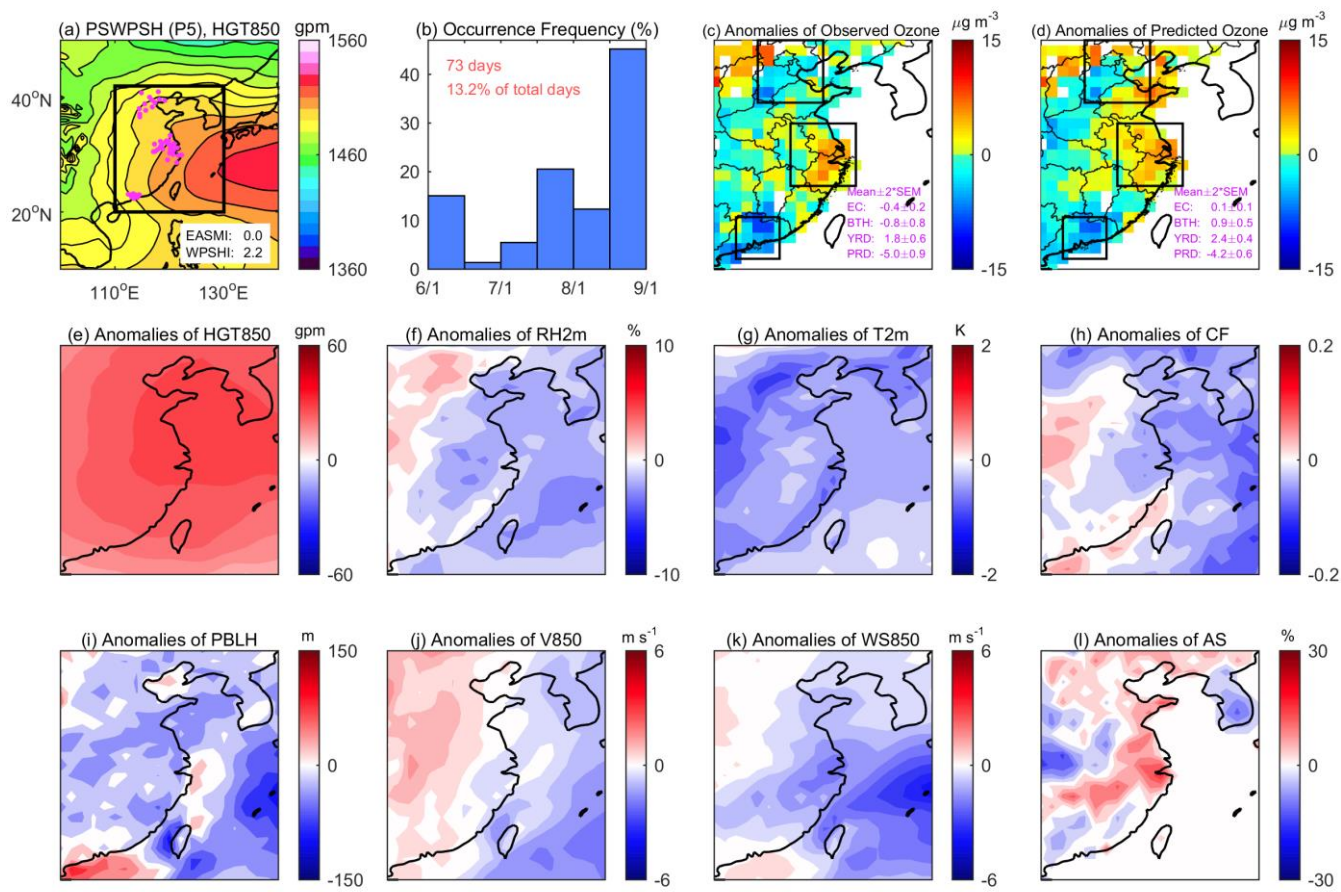 (a) PSWPSH (P5), HGT850
gpm
1560
1460
1360
40°N
20°N
110°E
130°E
EASMI: 0.0
WPSHI: 2.2
(b) Occurrence Frequency (%)
73 days
13.2% of total days
40
30
20
10
0
6/1
7/1
8/1
9/1
(c) Anomalies of Observed Ozone
μg m⁻³
15
0
-15
Mean±2*SEM
EC: -0.4±0.2
BTH: -0.8±0.8
YRD: 1.8±0.6
PRD: -5.0±0.9
(d) Anomalies of Predicted Ozone
μg m⁻³
15
0
-15
Mean±2*SEM
EC: 0.1±0.1
BTH: 0.9±0.5
YRD: 2.4±0.4
PRD: -4.2±0.6
(e) Anomalies of HGT850
gpm
60
0
-60
(f) Anomalies of RH2m
%
10
0
-10
(g) Anomalies of T2m
K
2
0
-2
(h) Anomalies of CF
0.2
0
-0.2
(i) Anomalies of PBLH
m
150
0
-150
(j) Anomalies of V850
m s⁻¹
6
0
-6
(k) Anomalies of WS850
m s⁻¹
6
0
-6
(l) Anomalies of AS
%
30
0
-30